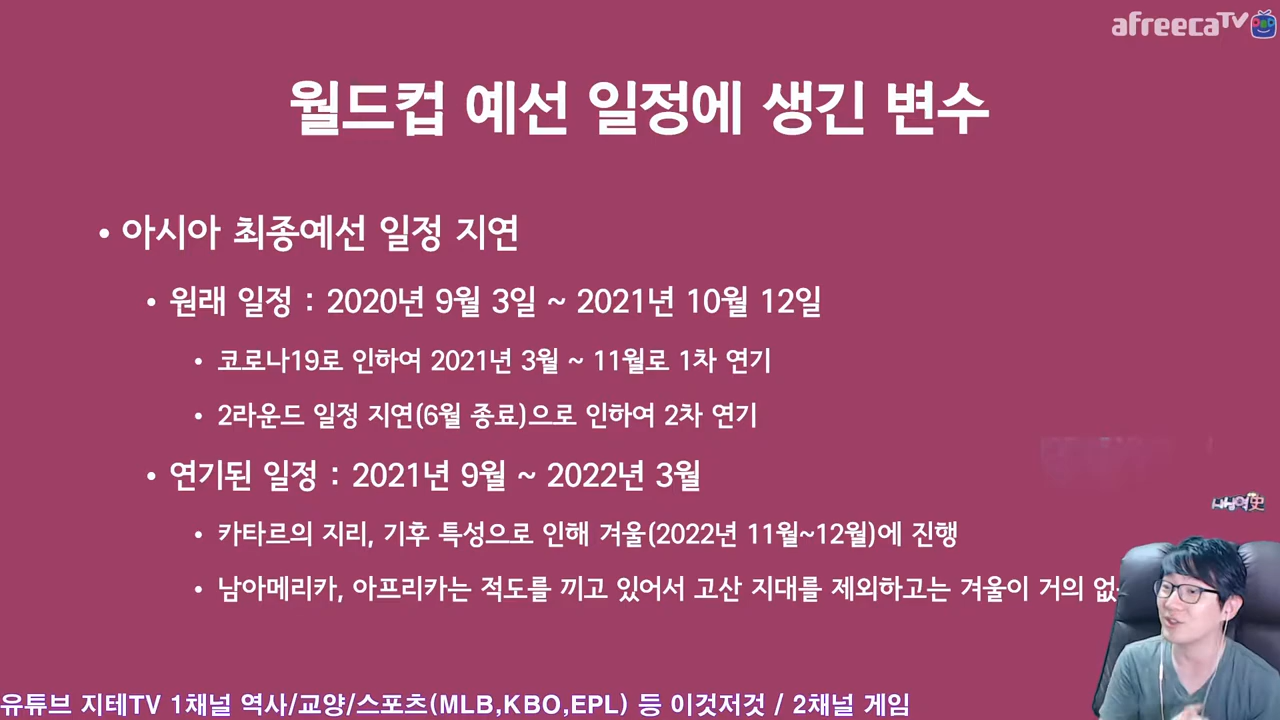 afreecaTV
월드컵 예선 일정에 생긴 변수
• 아시아 최종예선 일정 지연
• 원래 일정 : 2020년 9월 3일 ~ 2021년 10월 12일
• 코로나19로 인하여 2021년 3월 ~ 11월로 1차 연기
• 2라운드 일정 지연(6월 종료)으로 인하여 2차 연기
• 연기된 일정 : 2021년 9월 ~ 2022년 3월
• 카타르의 지리, 기후 특성으로 인해 겨울(2022년 11월~12월)에 진행
• 남아메리카, 아프리카는 적도를 끼고 있어서 고산 지대를 제외하고는 겨울이 거의
유튜브 지테TV 1채널 역사/교양/스포츠(MLB,KBO,EPL) 등 이것저것 / 2채널 게임